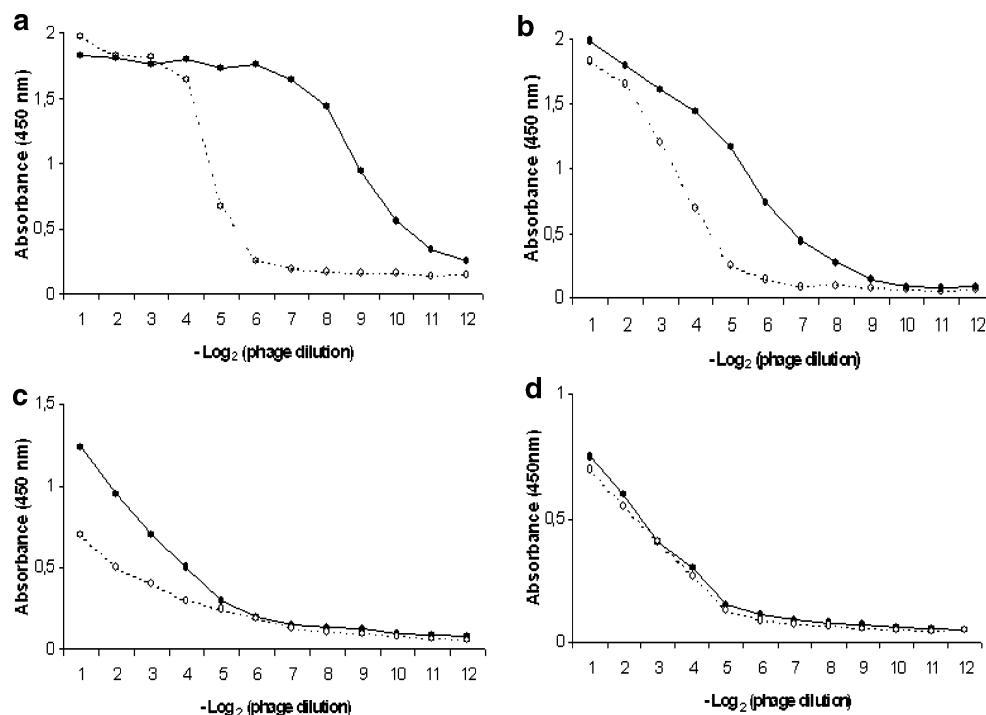 a
2
1,5
1
0,5
0
Absorbance (450 nm)
1 2 3 4 5 6 7 8 9 10 11 12
-Log2 (phage dilution)
b
2
1,5
1
0,5
0
Absorbance (450 nm)
1 2 3 4 5 6 7 8 9 10 11 12
-Log2 (phage dilution)
c
1,5
1
0,5
0
Absorbance (450 nm)
1 2 3 4 5 6 7 8 9 10 11 12
-Log2 (phage dilution)
d
1
0,5
0
Absorbance (450nm)
1 2 3 4 5 6 7 8 9 10 11 12
-Log2 (phage dilution)